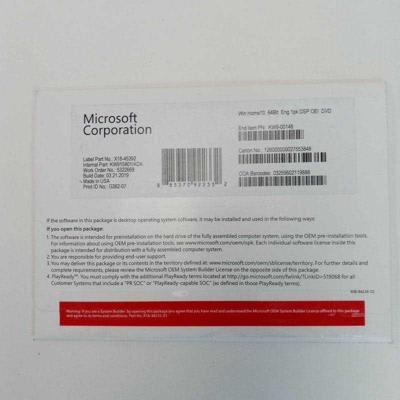 Microsoft
Corporation
Label Part No.: X18-45392
Internal Part:
Work Order No.: 5322669
Build Date: 03.21.2019
Made in USA
Print ID No.: G382-07
8 85370 92235 2
Win Home10 64Bit Eng 1pk DSP OEI DVD
End Item PN.: KW9-00140
Carton No.:
COA Barcodes:
If the software in this package is desktop operating system software, it may be installed and used in the following ways:
If you open this package:
1. The software is intended for preinstallation on the hard drive of the fully assembled computer system, using the OEM pre-installation tools.
For information about using OEM pre-installation tools, see www.microsoft.com/oem/opk. Each individual software license inside this
package is intended for distribution with a fully assembled computer system.
2. You are responsible for providing end-user support.
3. You may deliver this package or its contents in the territory defined at: www.microsoft.com/oem/sblicense/territory. For further details and
complete requirements, please review the Microsoft OEM System Builder License on the opposite side of this package.
4. PlayReady. You must comply with the additional PlayReady terms located at http://go.microsoft.com/fwlink/?LinkID=518068 for all
Customer Systems that include a "PR SOC" or "PlayReady-capable SOC" (as defined in those PlayReady terms).
Warning: If you are a System Builder, by opening this package you agree that you have read and understood the Microsoft OEM System Builder License affixed to this package
and agree to its terms and conditions. Part No.